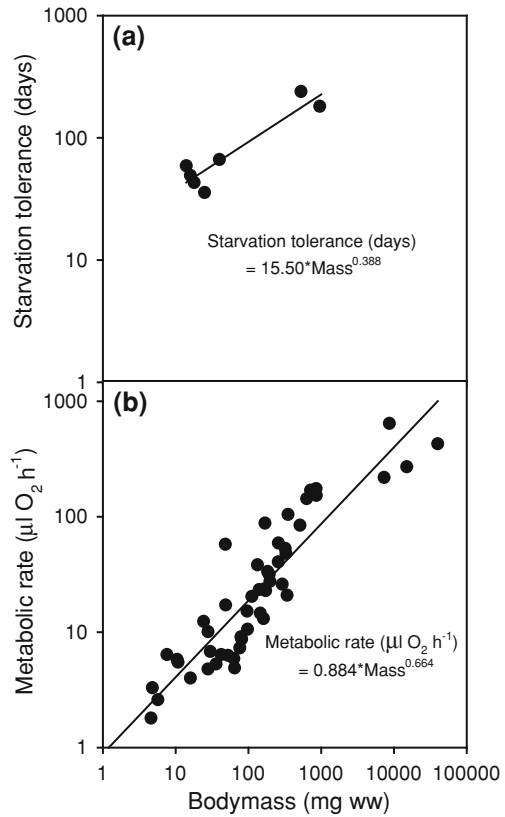 1000
(a)
100
10
1
Starvation tolerance (days)
Starvation tolerance (days)
= 15.50*Mass^0.388
1000
(b)
100
10
1
Metabolic rate (µl O₂ h⁻¹)
Metabolic rate (µl O₂ h⁻¹)
= 0.884*Mass^0.664
1 10 100 1000 10000 100000
Bodymass (mg ww)